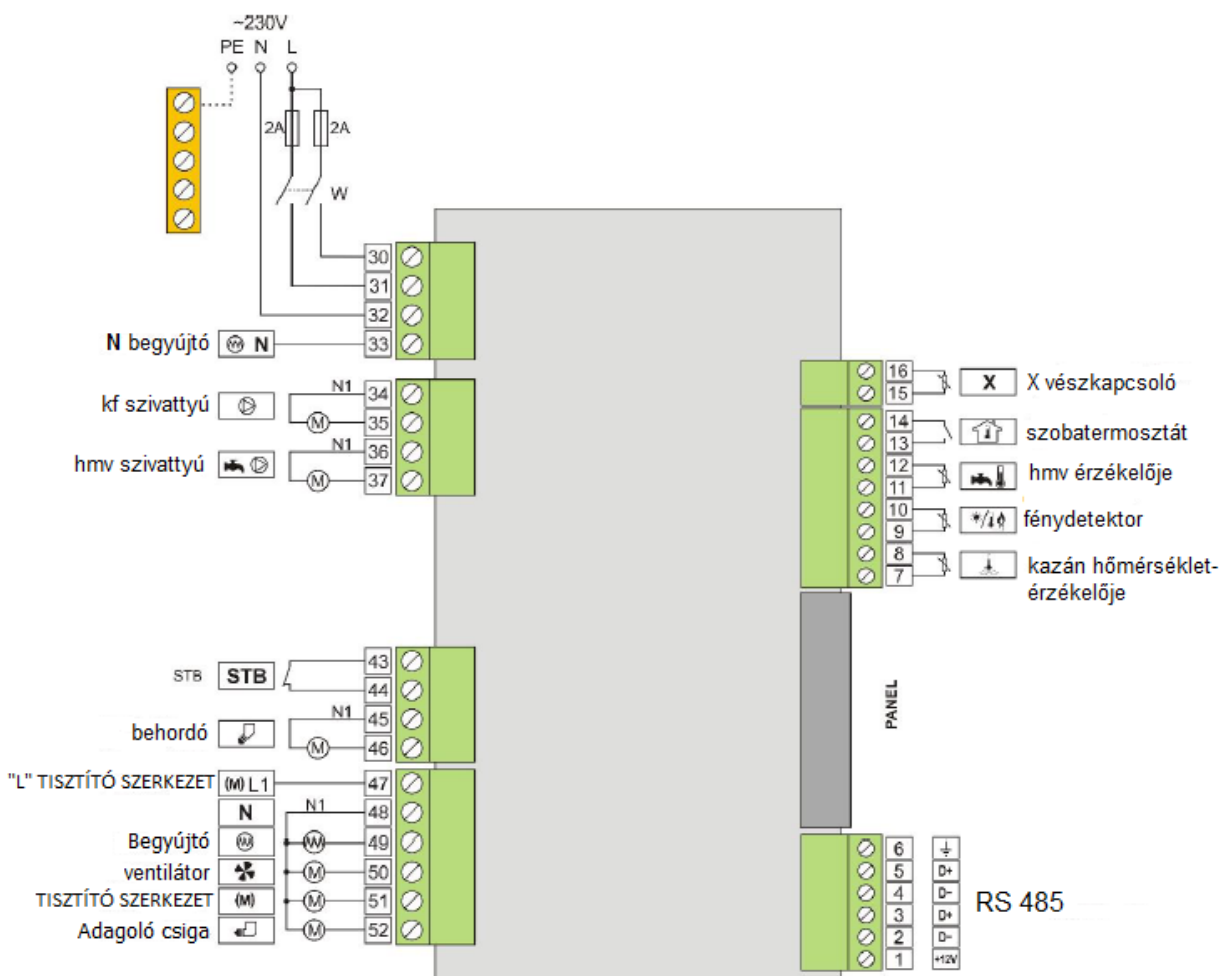 ~230V
PE N L
2A 2A
W
30
31
32
N begyújtó N 33
kf szivattyú N1 34
M 35
hmv szivattyú N1 36
M 37
STB STB 43
44
behordó N1 45
M 46
"L" TISZTÍTÓ SZERKEZET (M) L1 47
N N1 48
Begyújtó 49
ventilátor M 50
TISZTÍTÓ SZERKEZET (M) M 51
Adagoló csiga M 52
16 X X vészkapcsoló
15
14 szobatermosztát
13
12 hmv érzékelője
11
10 fénydetektor
9
8 kazán hőmérséklet-
7 érzékelője
PANEL
6
5 D+
4 D-
3 D+
2 D-
1 +12V
RS 485